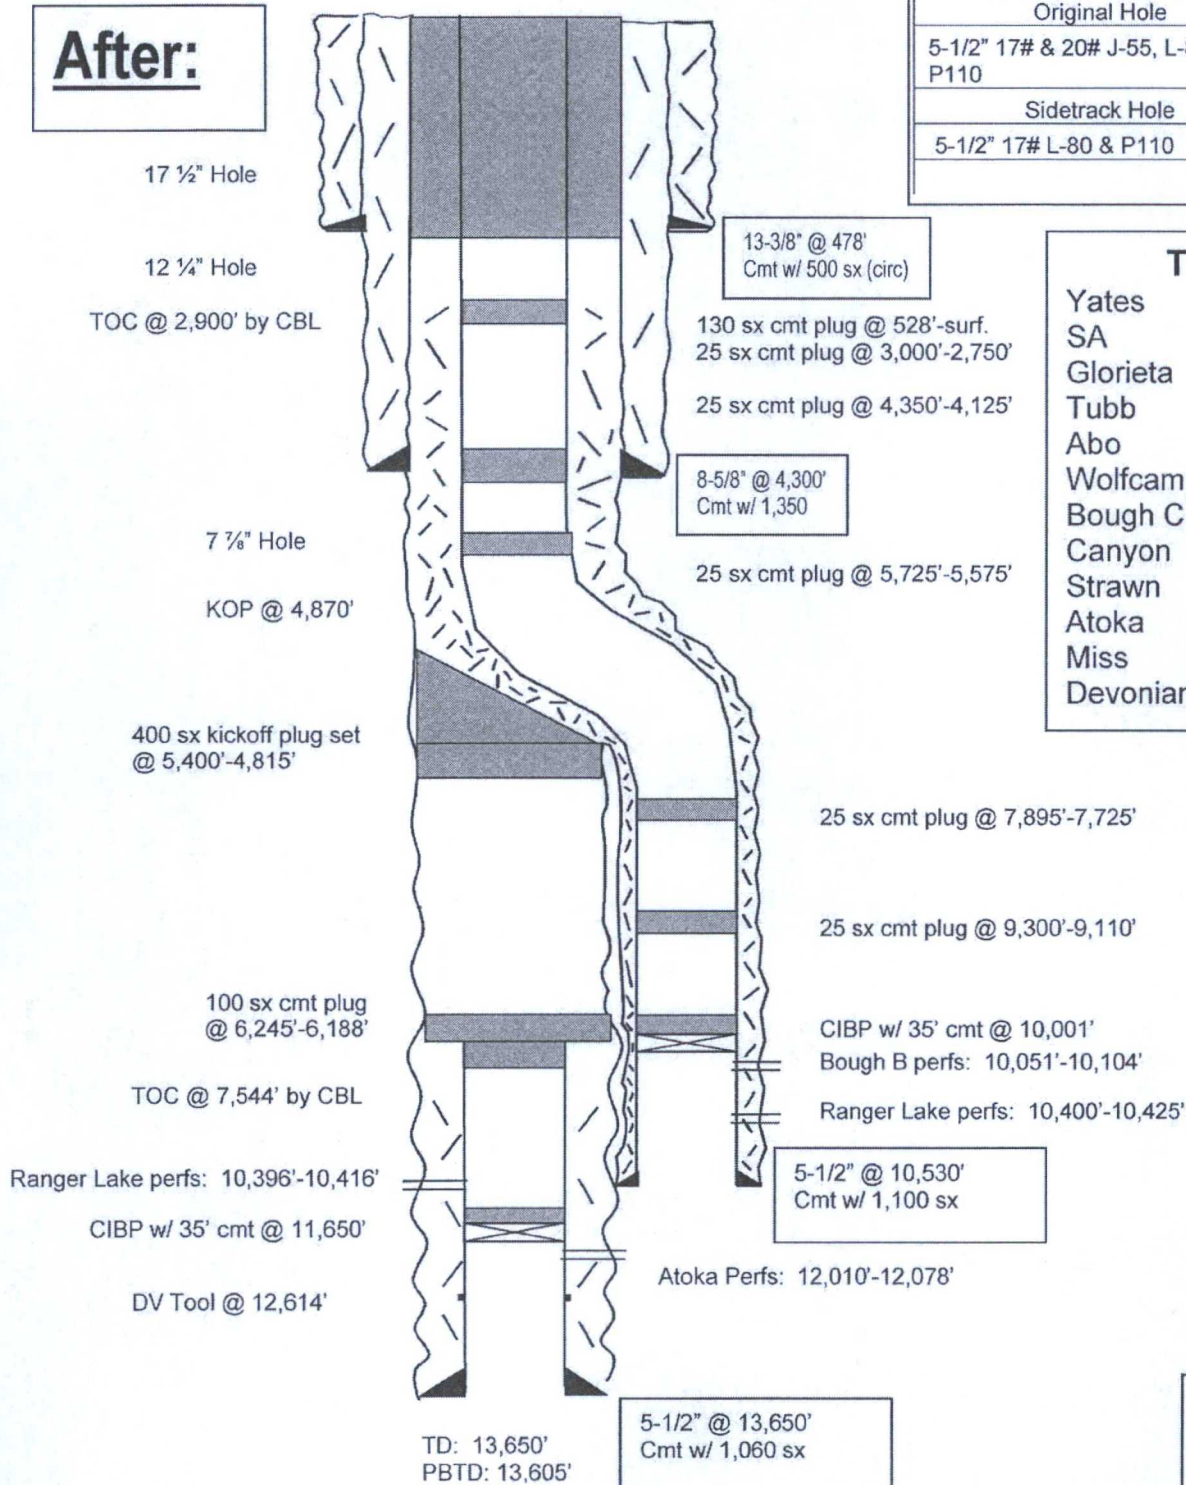 After:
Original Hole
5-1/2" 17# & 20# J-55, L-
P110
Sidetrack Hole
5-1/2" 17# L-80 & P110
17 ½" Hole
13-3/8" @ 478'
Cmt w/ 500 sx (circ)
12 ¼" Hole
TOC @ 2,900' by CBL
130 sx cmt plug @ 528'-surf.
25 sx cmt plug @ 3,000'-2,750'
25 sx cmt plug @ 4,350'-4,125'
Yates
SA
Glorieta
Tubb
Abo
Wolfcam
Bough C
Canyon
Strawn
Atoka
Miss
Devonian
8-5/8" @ 4,300'
Cmt w/ 1,350
7 ⅞" Hole
25 sx cmt plug @ 5,725'-5,575'
KOP @ 4,870'
400 sx kickoff plug set
@ 5,400'-4,815'
25 sx cmt plug @ 7,895'-7,725'
25 sx cmt plug @ 9,300'-9,110'
100 sx cmt plug
@ 6,245'-6,188'
CIBP w/ 35' cmt @ 10,001'
Bough B perfs: 10,051'-10,104'
TOC @ 7,544' by CBL
Ranger Lake perfs: 10,400'-10,425'
Ranger Lake perfs: 10,396'-10,416'
5-1/2" @ 10,530'
Cmt w/ 1,100 sx
CIBP w/ 35' cmt @ 11,650'
Atoka Perfs: 12,010'-12,078'
DV Tool @ 12,614'
5-1/2" @ 13,650'
Cmt w/ 1,060 sx
TD: 13,650'
PBTD: 13,605'